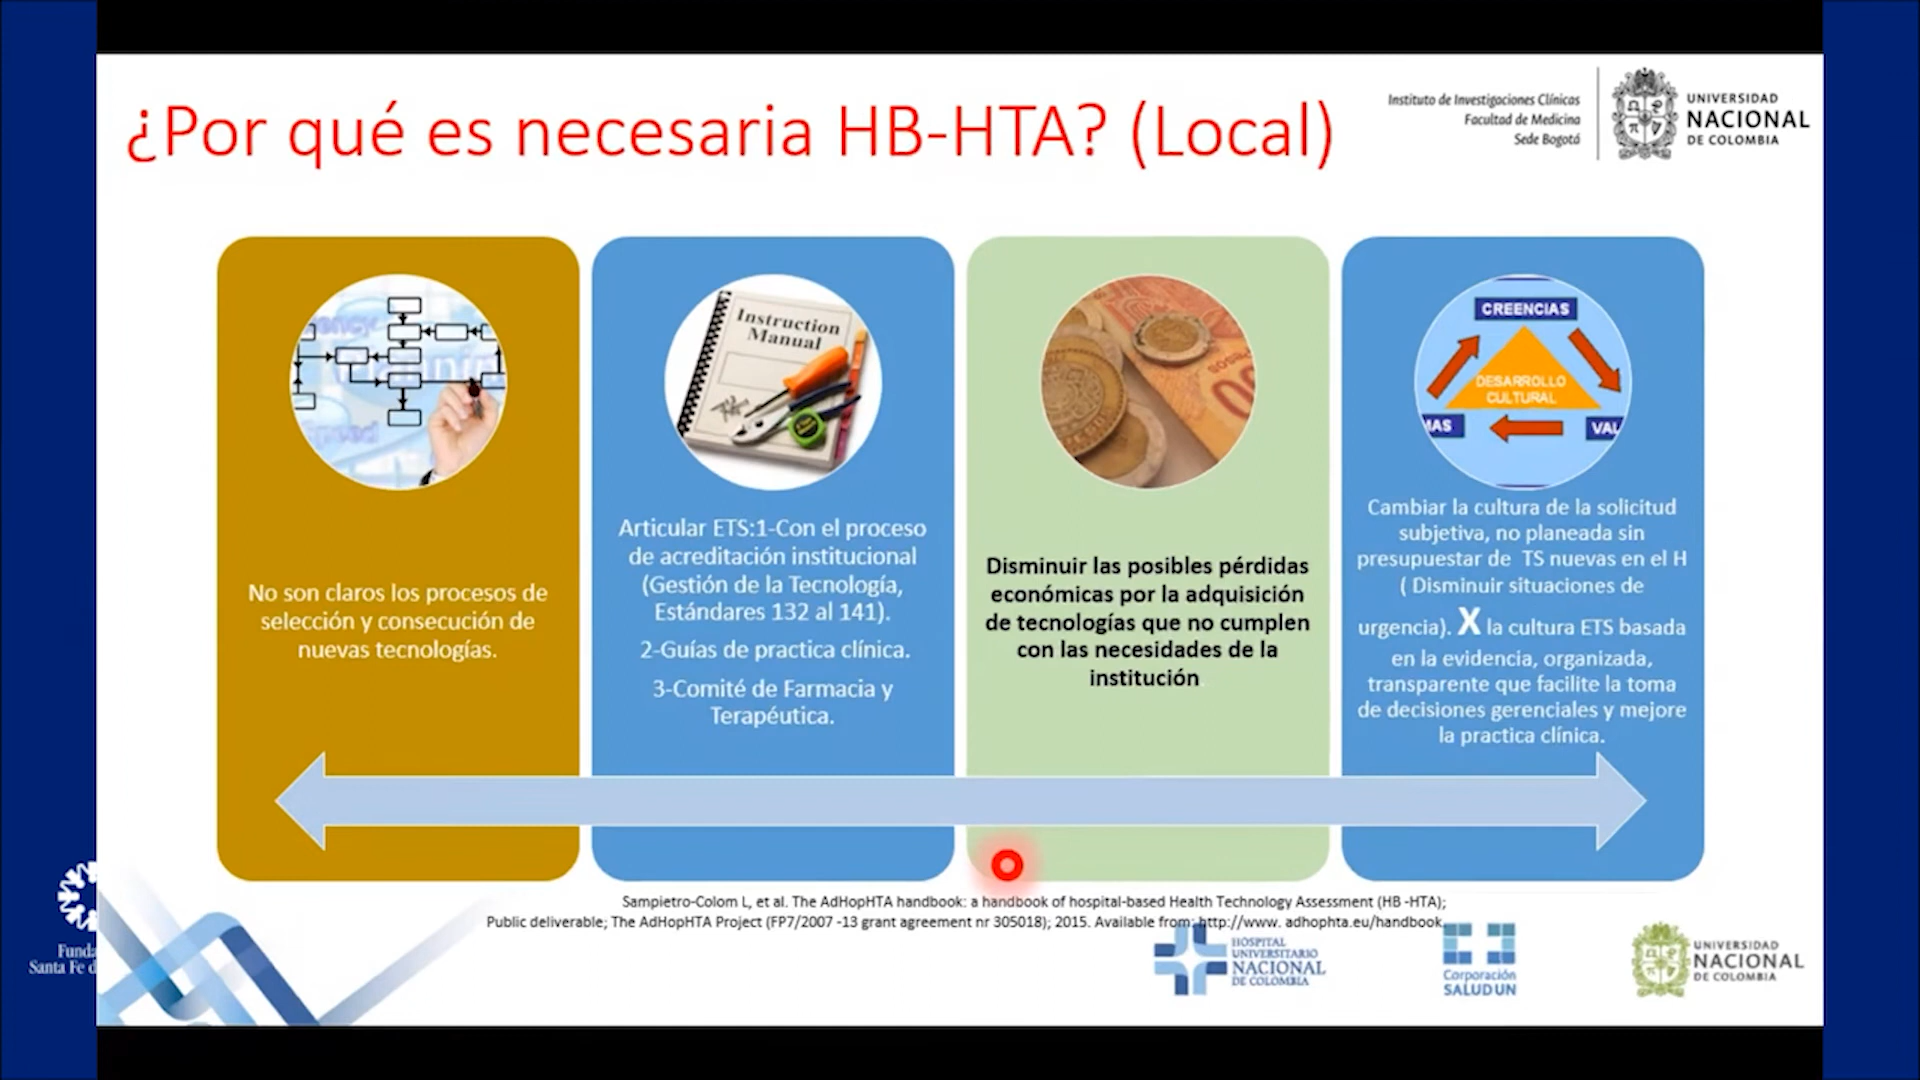 ¿Por qué es necesaria HB-HTA? (Local)
Instituto de Investigaciones Clínicas
Facultad de Medicina
Sede Bogotá
UNIVERSIDAD
NACIONAL
DE COLOMBIA
No son claros los procesos de
selección y consecución de
nuevas tecnologías.
Instruction
Manual
Articular ETS:1-Con el proceso
de acreditación institucional
(Gestión de la Tecnología,
Estándares 132 al 141).
2-Guías de practica clínica.
3-Comité de Farmacia y
Terapéutica.
Disminuir las posibles pérdidas
económicas por la adquisición
de tecnologías que no cumplen
con las necesidades de la
institución
CREENCIAS
DESARROLLO
CULTURAL
MAS
VAL
Cambiar la cultura de la solicitud
subjetiva, no planeada sin
presupuestar de TS nuevas en el H
( Disminuir situaciones de
urgencia). X la cultura ETS basada
en la evidencia, organizada,
transparente que facilite la toma
de decisiones gerenciales y mejore
la practica clínica.
Sampietro-Colom L, et al. The AdHopHTA handbook: a handbook of hospital-based Health Technology Assessment (HB -HTA);
Public deliverable; The AdHopHTA Project (FP7/2007 -13 grant agreement nr 305018); 2015. Available from: http://www. adhophta.eu/handbook.
Funda
Santa Fe d
HOSPITAL
UNIVERSITARIO
NACIONAL
DE COLOMBIA
Corporación
SALUD UN
UNIVERSIDAD
NACIONAL
DE COLOMBIA